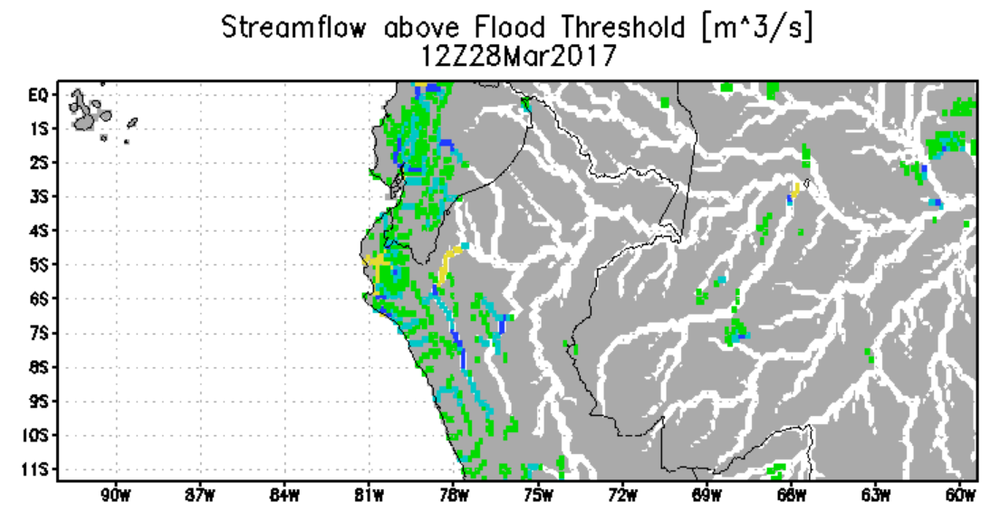 Streamflow above Flood Threshold [m^3/s]
12Z28Mar2017
EQ
1S
2S
3S
4S
5S
6S
7S
8S
9S
10S
11S
90W 87W 84W 81W 78W 75W 72W 69W 66W 63W 60W